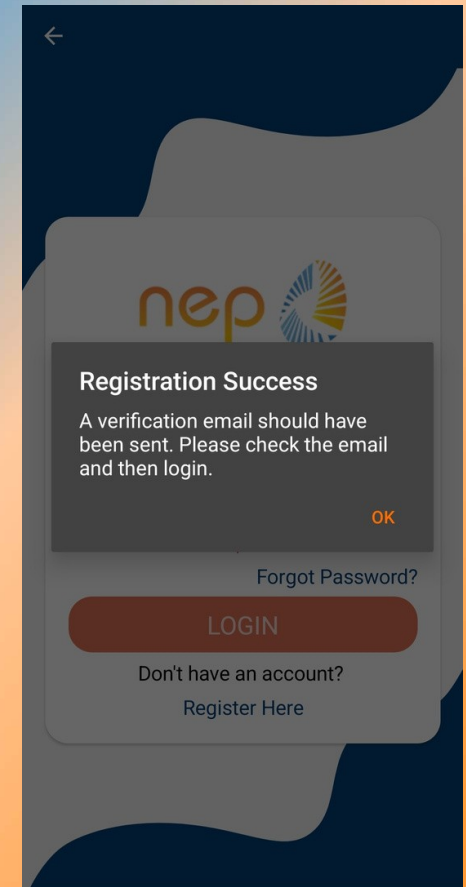 nep
Registration Success
A verification email should have
been sent. Please check the email
and then login.
OK
Forgot Password?
LOGIN
Don't have an account?
Register Here